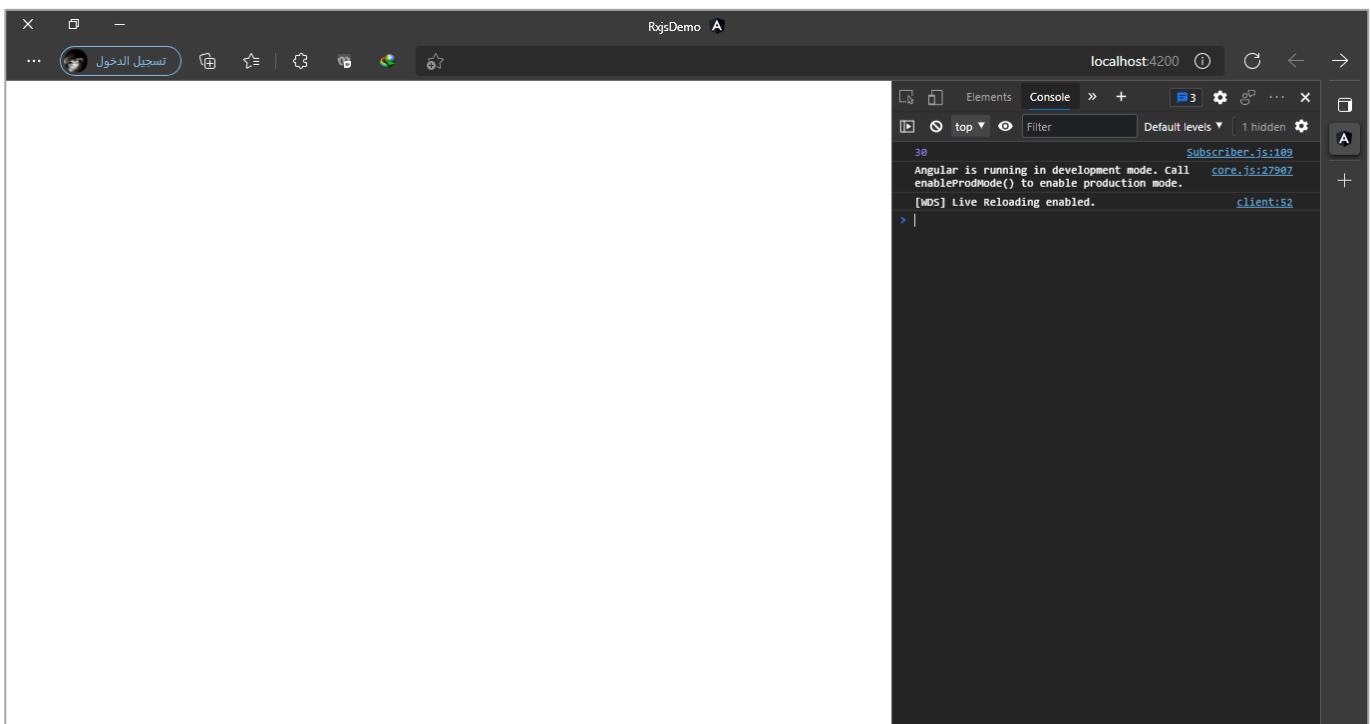 RxjsDemo
تسجيل الدخول
localhost:4200
Elements Console » + 3
top Filter Default levels 1 hidden
30 Subscriber.js:109
Angular is running in development mode. Call core.js:27907
enableProdMode() to enable production mode.
[WDS] Live Reloading enabled. client:52
>